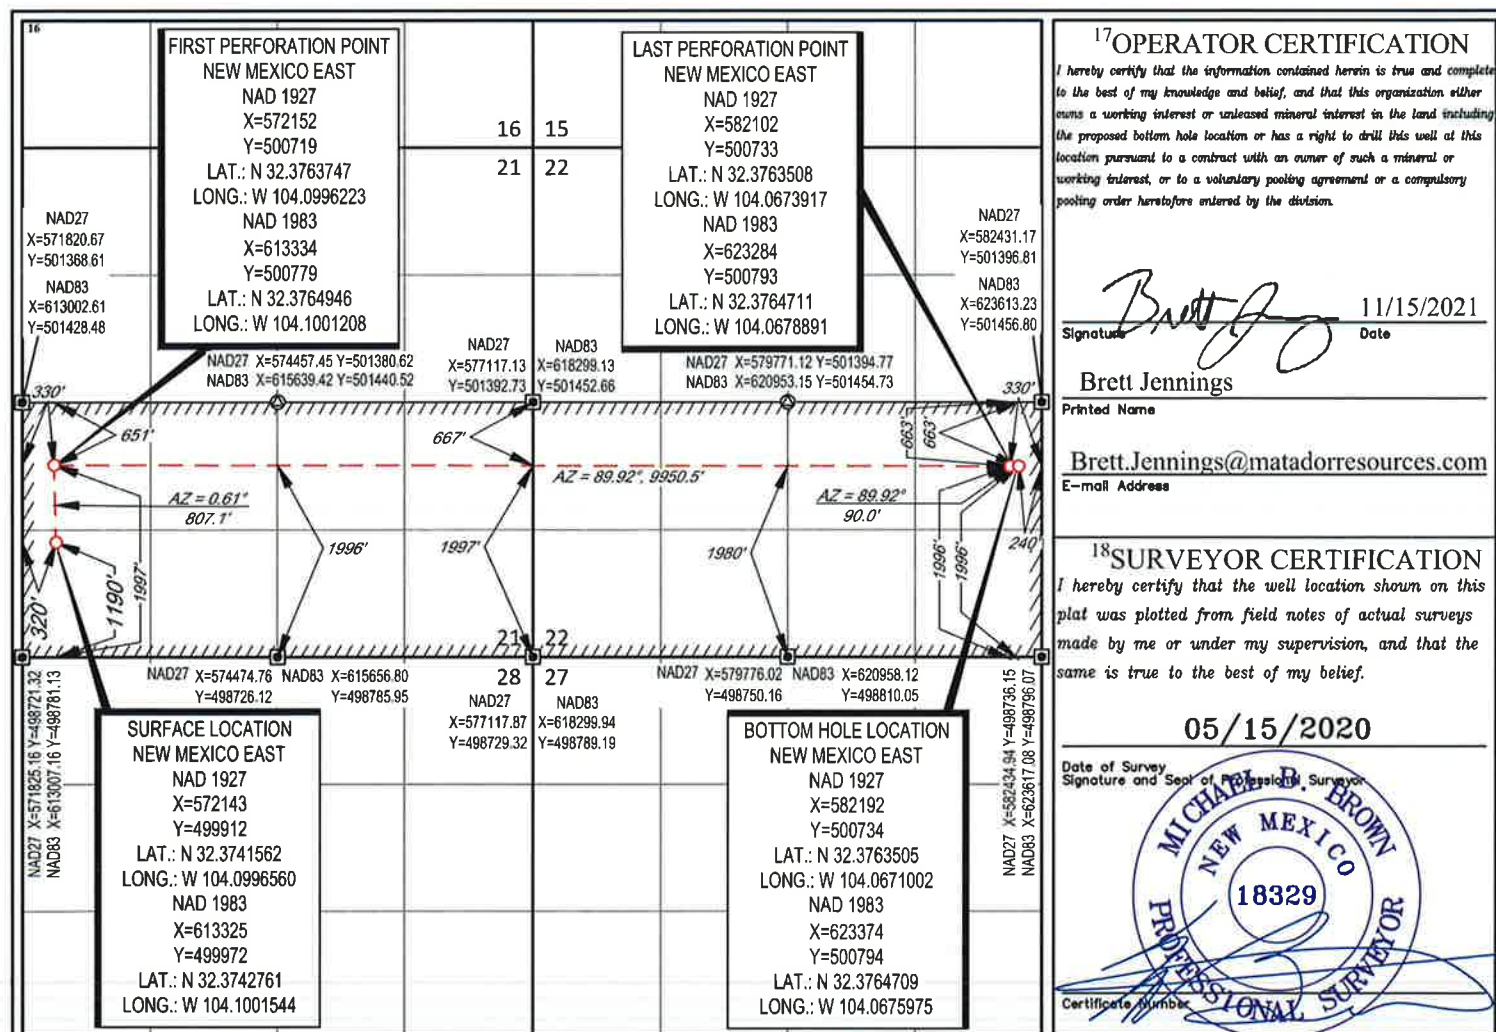 16
FIRST PERFORATION POINT
NEW MEXICO EAST
NAD 1927
X=572152
Y=500719
LAT.: N 32.3763747
LONG.: W 104.0996223
NAD 1983
X=613334
Y=500779
LAT.: N 32.3764946
LONG.: W 104.1001208
LAST PERFORATION POINT
NEW MEXICO EAST
NAD 1927
X=582102
Y=500733
LAT.: N 32.3763508
LONG.: W 104.0673917
NAD 1983
X=623284
Y=500793
LAT.: N 32.3764711
LONG.: W 104.0678891
16 15
21 22
NAD27
X=571820.67
Y=501368.61
NAD83
X=613002.61
Y=501428.48
NAD27 X=574457.45 Y=501380.62
NAD83 X=615639.42 Y=501440.52
NAD27
X=577117.13
Y=501392.73
NAD83
X=618299.13
Y=501452.66
NAD27 X=579771.12 Y=501394.77
NAD83 X=620953.15 Y=501454.73
NAD27
X=582431.17
Y=501396.81
NAD83
X=623613.23
Y=501456.80
330'
651'
667'
663'
663'
330'
AZ = 89.92°, 9950.5'
AZ = 0.61°
807.1'
AZ = 89.92°
90.0'
1996'
1997'
1980'
1996'
1996'
240'
320'
1190'
1997'
21 22
28 27
NAD27 X=571825.16 Y=498721.32
NAD83 X=613007.16 Y=498781.13
NAD27 X=574474.76
Y=498726.12
NAD83 X=615656.80
Y=498785.95
NAD27
X=577117.87
Y=498729.32
NAD83
X=618299.94
Y=498789.19
NAD27 X=579776.02
Y=498750.16
NAD83 X=620958.12
Y=498810.05
NAD27 X=582434.94 Y=498736.15
NAD83 X=623617.08 Y=498796.07
SURFACE LOCATION
NEW MEXICO EAST
NAD 1927
X=572143
Y=499912
LAT.: N 32.3741562
LONG.: W 104.0996560
NAD 1983
X=613325
Y=499972
LAT.: N 32.3742761
LONG.: W 104.1001544
BOTTOM HOLE LOCATION
NEW MEXICO EAST
NAD 1927
X=582192
Y=500734
LAT.: N 32.3763505
LONG.: W 104.0671002
NAD 1983
X=623374
Y=500794
LAT.: N 32.3764709
LONG.: W 104.0675975
17 OPERATOR CERTIFICATION
I hereby certify that the information contained herein is true and complete
to the best of my knowledge and belief, and that this organization either
owns a working interest or unleased mineral interest in the land including
the proposed bottom hole location or has a right to drill this well at this
location pursuant to a contract with an owner of such a mineral or
working interest, or to a voluntary pooling agreement or a compulsory
pooling order heretofore entered by the division.
11/15/2021
Signature Date
Brett Jennings
Printed Name
Brett.Jennings@matadorresources.com
E-mail Address
18 SURVEYOR CERTIFICATION
I hereby certify that the well location shown on this
plat was plotted from field notes of actual surveys
made by me or under my supervision, and that the
same is true to the best of my belief.
05/15/2020
Date of Survey
Signature and Seal of Professional Surveyor
MICHAEL B. BROWN
NEW MEXICO
18329
PROFESSIONAL SURVEYOR
Certificate Number